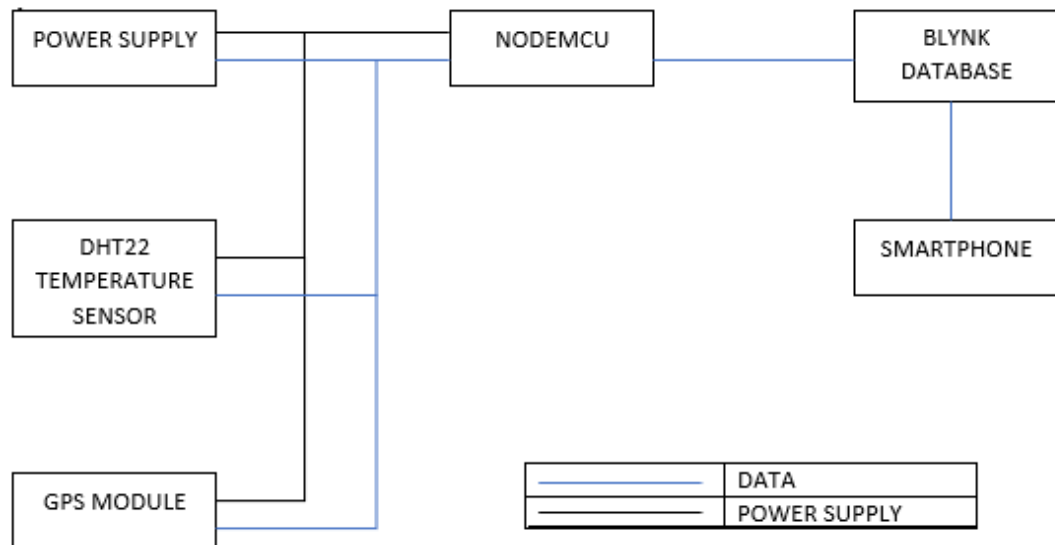 POWER SUPPLY
NODEMCU
BLYNK
DATABASE
DHT22
TEMPERATURE
SENSOR
SMARTPHONE
GPS MODULE
DATA
POWER SUPPLY